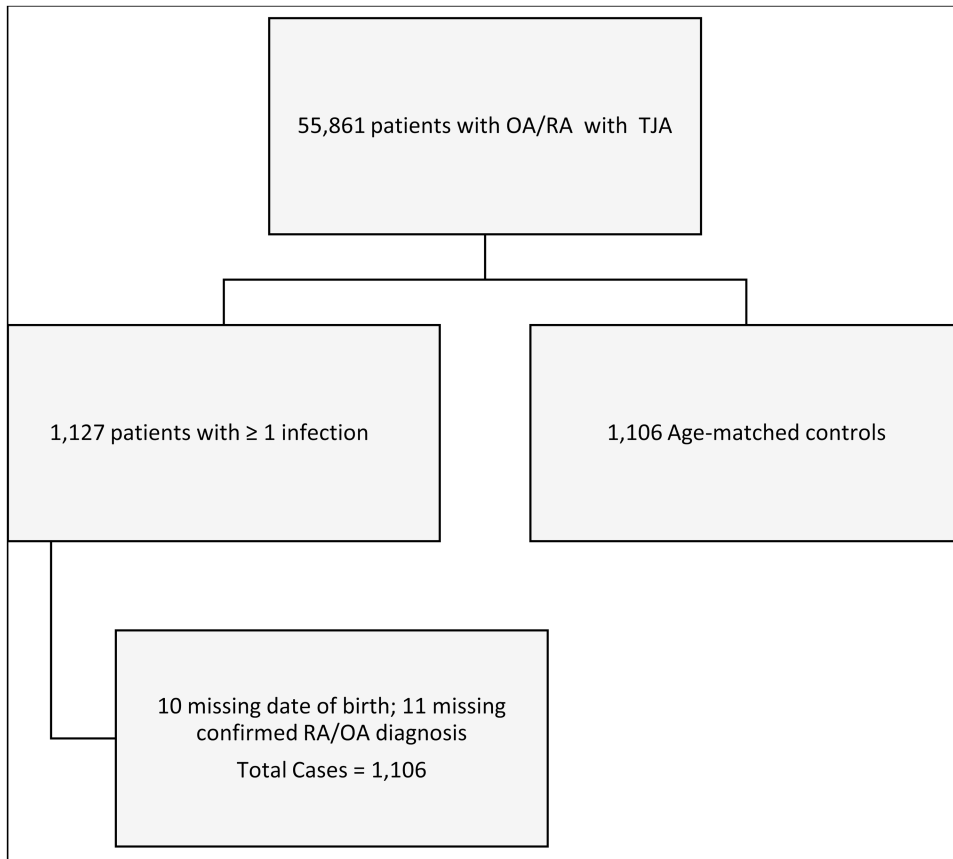 55,861 patients with OA/RA with TJA
1,127 patients with ≥ 1 infection
1,106 Age-matched controls
10 missing date of birth; 11 missing
confirmed RA/OA diagnosis
Total Cases = 1,106